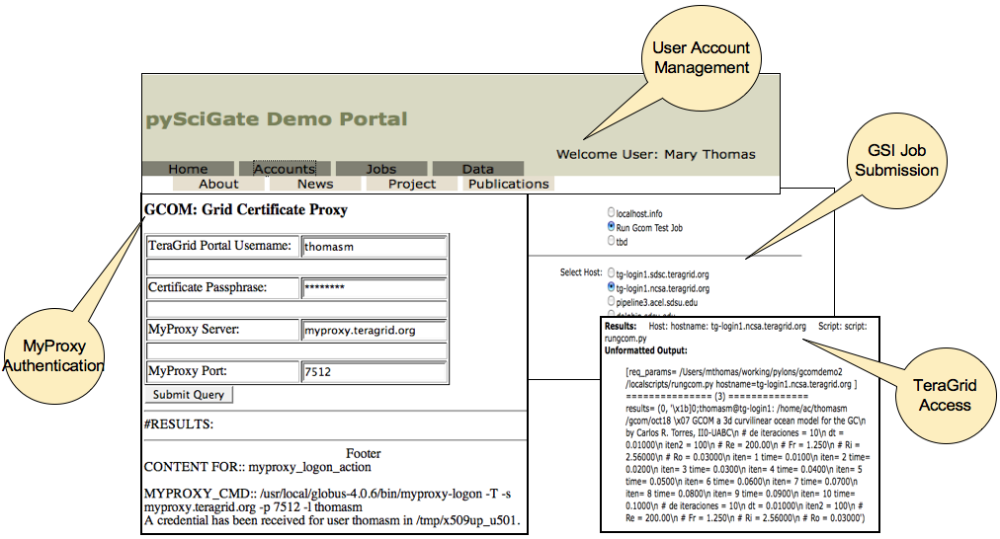 User Account
Management
pySciGate Demo Portal
Welcome User: Mary Thomas
Home Accounts Jobs Data
About News Project Publications
GSI Job
Submission
GCOM: Grid Certificate Proxy
TeraGrid Portal Username: thomasm
Certificate Passphrase: ********
MyProxy Server: myproxy.teragrid.org
MyProxy Port: 7512
Submit Query
#RESULTS:
Footer
CONTENT FOR:: myproxy_logon_action
MYPROXY_CMD:: /usr/local/globus-4.0.6/bin/myproxy-logon -T -s
myproxy.teragrid.org -p 7512 -l thomasm
A credential has been received for user thomasm in /tmp/x509up_u501.
MyProxy
Authentication
localhost.info
Run Gcom Test Job
tbd
Select Host: tg-login1.sdsc.teragrid.org
tg-login1.ncsa.teragrid.org
pipeline3.acel.sdsu.edu
dolphin.sdsu.edu
Results: Host: hostname: tg-login1.ncsa.teragrid.org Script: script:
rungcom.py
Unformatted Output:
[req_params= /Users/mthomas/working/pylons/gcomdemo2
/localscripts/rungcom.py hostname=tg-login1.ncsa.teragrid.org ]
=============== (3) ==============
results= (0, '\x1b]0;thomasm@tg-login1: /home/ac/thomasm
/gcom/oct18 \x07 GCOM a 3d curvilinear ocean model for the GC\n
by Carlos R. Torres, II0-UABC\n # de iteraciones = 10\n dt =
0.01000\n iten2 = 100\n # Re = 200.00\n # Fr = 1.250\n # Ri =
2.56000\n # Ro = 0.03000\n iten= 1 time= 0.0100\n iten= 2 time=
0.0200\n iten= 3 time= 0.0300\n iten= 4 time= 0.0400\n iten= 5
time= 0.0500\n iten= 6 time= 0.0600\n iten= 7 time= 0.0700\n
iten= 8 time= 0.0800\n iten= 9 time= 0.0900\n iten= 10 time=
0.1000\n # de iteraciones = 10\n dt = 0.01000\n iten2 = 100\n #
Re = 200.00\n # Fr = 1.250\n # Ri = 2.56000\n # Ro = 0.03000')
TeraGrid
Access